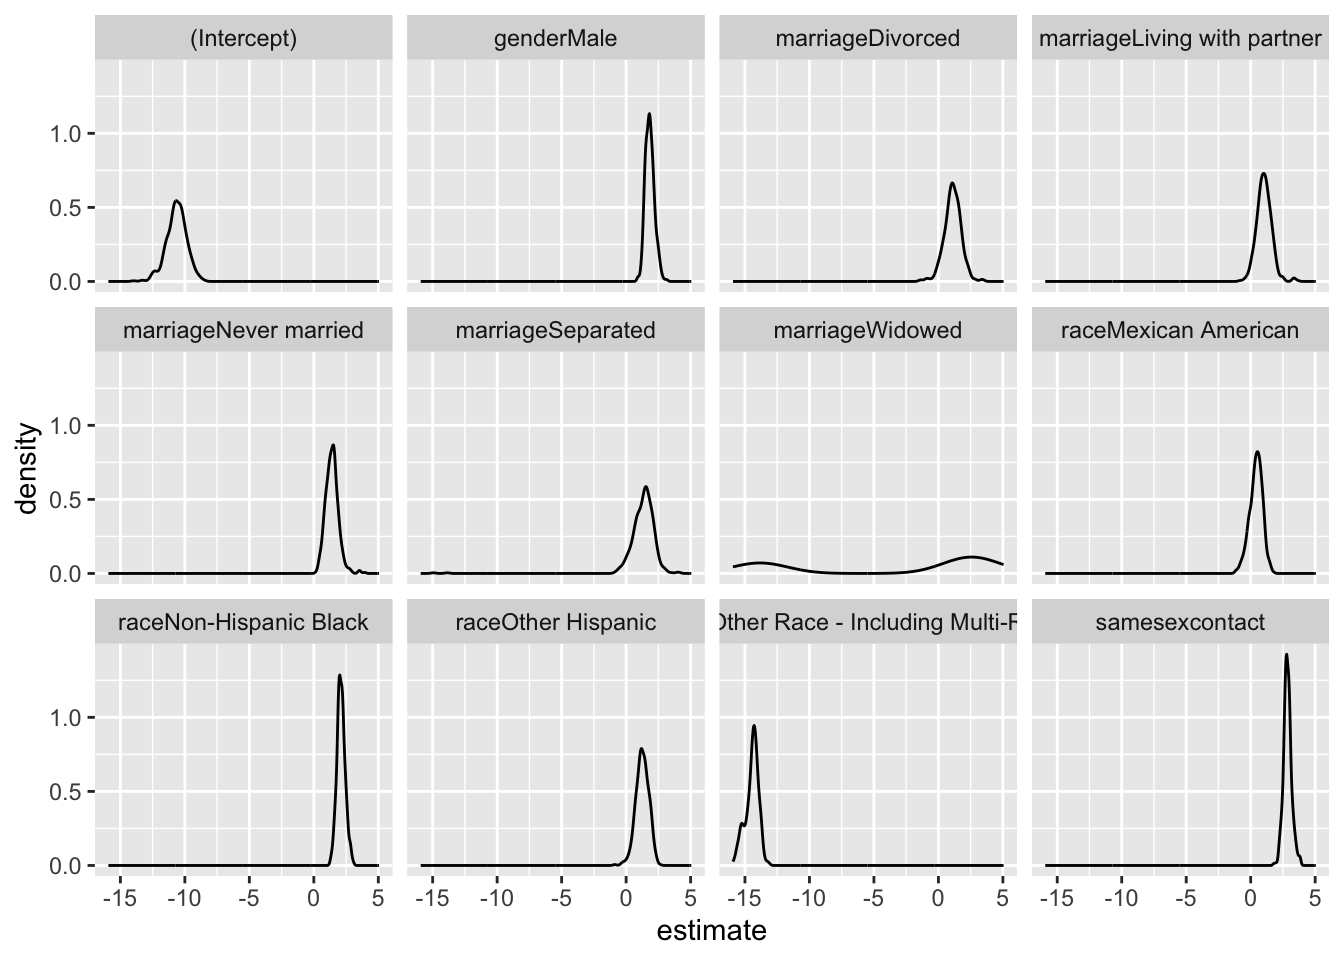 (Intercept) genderMale marriageDivorced marriageLiving with partner
1.0
0.5
0.0
marriageNever married marriageSeparated marriageWidowed raceMexican American
density
1.0
0.5
0.0
raceNon-Hispanic Black raceOther Hispanic Other Race - Including Multi-R samesexcontact
1.0
0.5
0.0
-15 -10 -5 0 5 -15 -10 -5 0 5 -15 -10 -5 0 5 -15 -10 -5 0 5
estimate